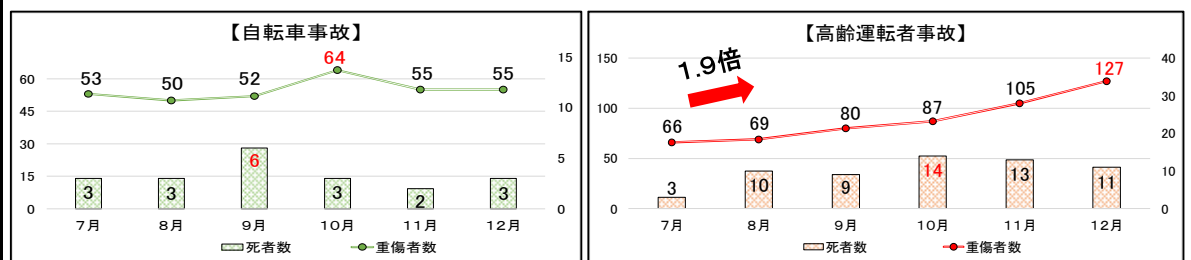 【自転車事故】
64
53
50
52
55
55
60
45
30
15
0
15
10
5
0
3
3
6
3
2
3
7月
8月
9月
10月
11月
12月
死者数
重傷者数
【高齢運転者事故】
1.9倍
66
69
80
87
105
127
150
100
50
0
40
30
20
10
0
3
10
9
14
13
11
7月
8月
9月
10月
11月
12月
死者数
重傷者数